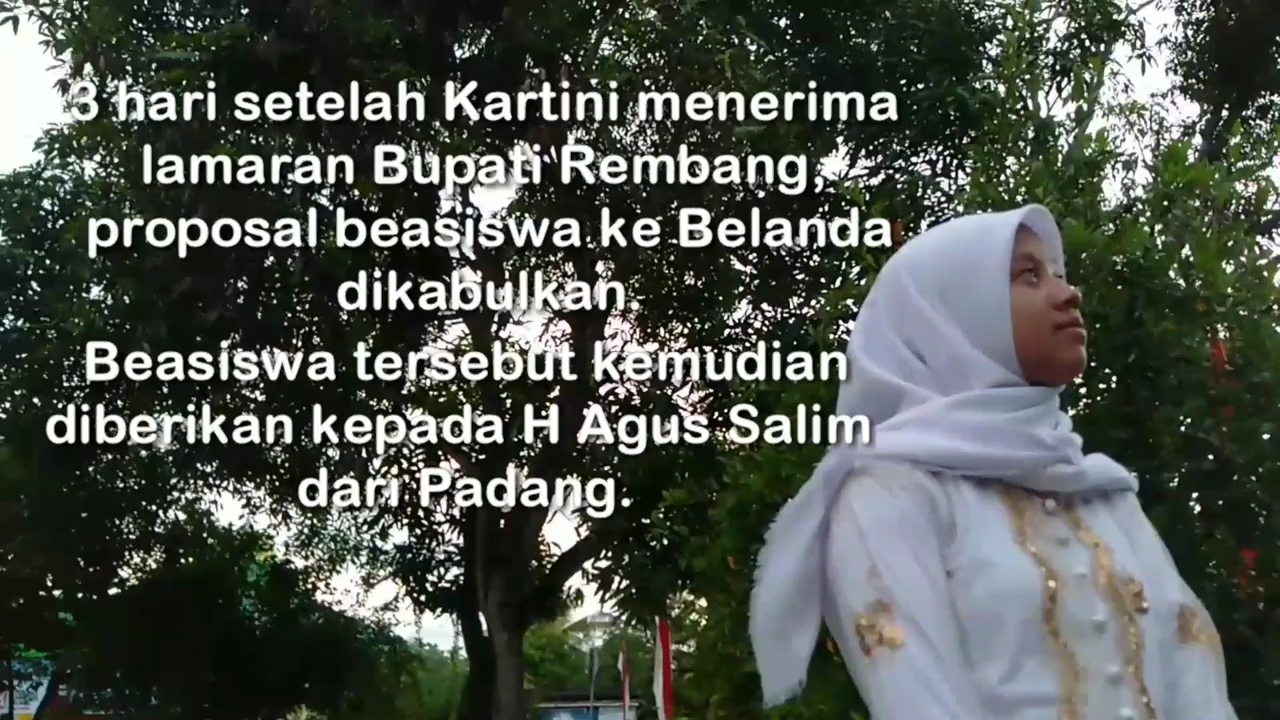 3 hari setelah Kartini menerima
lamaran Bupati Rembang,
proposal beasiswa ke Belanda
dikabulkan.
Beasiswa tersebut kemudian
diberikan kepada H Agus Salim
dari Padang.